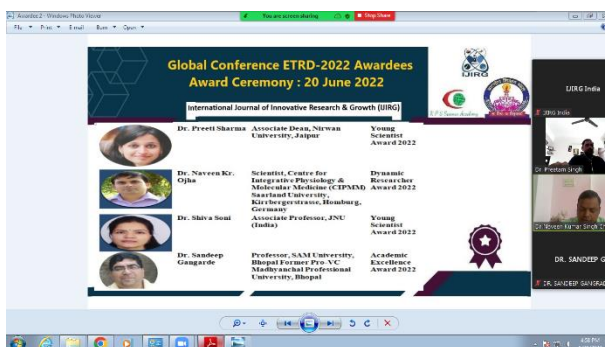 Awardee 2 - Windows Photo Viewer
You are screen sharing
Stop Share
File Print E-mail Burn Open
Global Conference ETRD-2022 Awardees
Award Ceremony : 20 June 2022
IJIRG
International Journal of Innovative Research & Growth (IJIRG)
Dr. Preeti Sharma Associate Dean, Nirwan University, Jaipur Young Scientist Award 2022
Dr. Naveen Kr. Ojha Scientist, Centre for Integrative Physiology & Molecular Medicine (CIPMM) Saarland University, Kirrbergerstrasse, Homburg, Germany Dynamic Researcher Award 2022
Dr. Shiva Soni Associate Professor, JNU (India) Young Scientist Award 2022
Dr. Sandeep Gangarde Professor, SAM University, Bhopal Former Pro-VC Madhyanchal Professional University, Bhopal Academic Excellence Award 2022
IJIRG India
IJIRG India
Dr. Preetam Singh
Dr. Naveen Kumar Singh
DR. SANDEEP G
DR. SANDEEP GANGRAD
4:50 PM